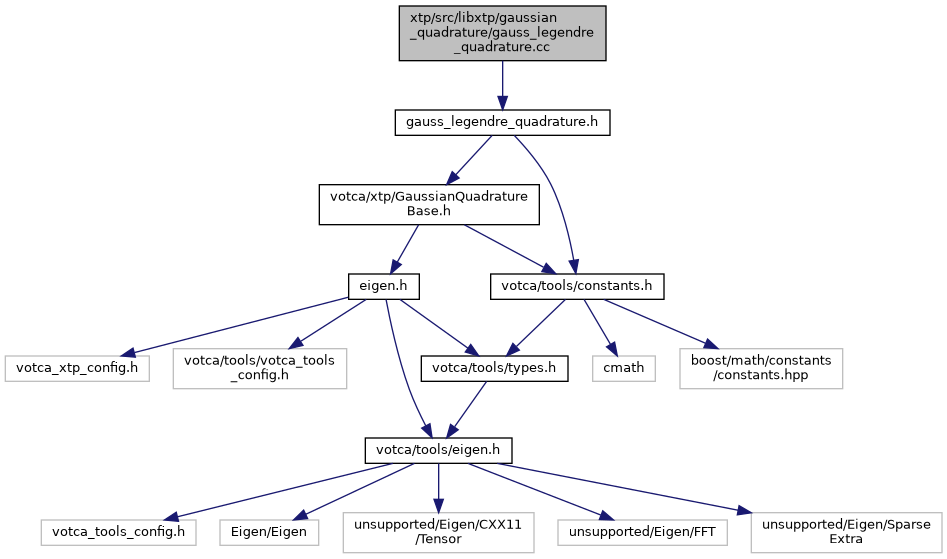 xtp/src/libxtp/gaussian
_quadrature/gauss_legendre
_quadrature.cc
gauss_legendre_quadrature.h
votca/xtp/GaussianQuadrature
Base.h
eigen.h
votca/tools/constants.h
votca_xtp_config.h
votca/tools/votca_tools
_config.h
votca/tools/types.h
cmath
boost/math/constants
/constants.hpp
votca/tools/eigen.h
votca_tools_config.h
Eigen/Eigen
unsupported/Eigen/CXX11
/Tensor
unsupported/Eigen/FFT
unsupported/Eigen/Sparse
Extra